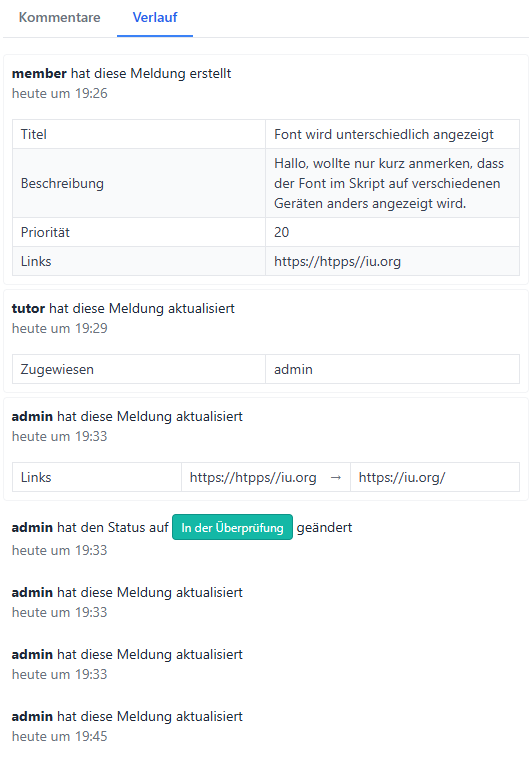 Kommentare Verlauf
member hat diese Meldung erstellt
heute um 19:26
Titel Font wird unterschiedlich angezeigt
Beschreibung Hallo, wollte nur kurz anmerken, dass
der Font im Skript auf verschiedenen
Geräten anders angezeigt wird.
Priorität 20
Links https://htpps//iu.org
tutor hat diese Meldung aktualisiert
heute um 19:29
Zugewiesen admin
admin hat diese Meldung aktualisiert
heute um 19:33
Links https://htpps//iu.org → https://iu.org/
admin hat den Status auf In der Überprüfung geändert
heute um 19:33
admin hat diese Meldung aktualisiert
heute um 19:33
admin hat diese Meldung aktualisiert
heute um 19:33
admin hat diese Meldung aktualisiert
heute um 19:45